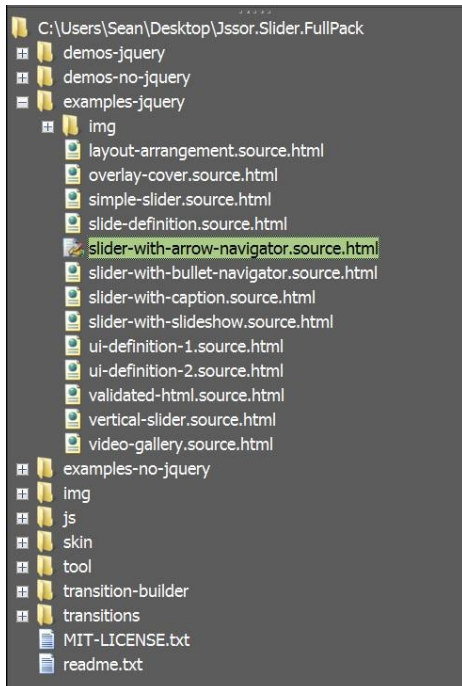 C:\Users\Sean\Desktop\Jssor.Slider.FullPack
demos-jquery
demos-no-jquery
examples-jquery
img
layout-arrangement.source.html
overlay-cover.source.html
simple-slider.source.html
slide-definition.source.html
slider-with-arrow-navigator.source.html
slider-with-bullet-navigator.source.html
slider-with-caption.source.html
slider-with-slideshow.source.html
ui-definition-1.source.html
ui-definition-2.source.html
validated-html.source.html
vertical-slider.source.html
video-gallery.source.html
examples-no-jquery
img
js
skin
tool
transition-builder
transitions
MIT-LICENSE.txt
readme.txt